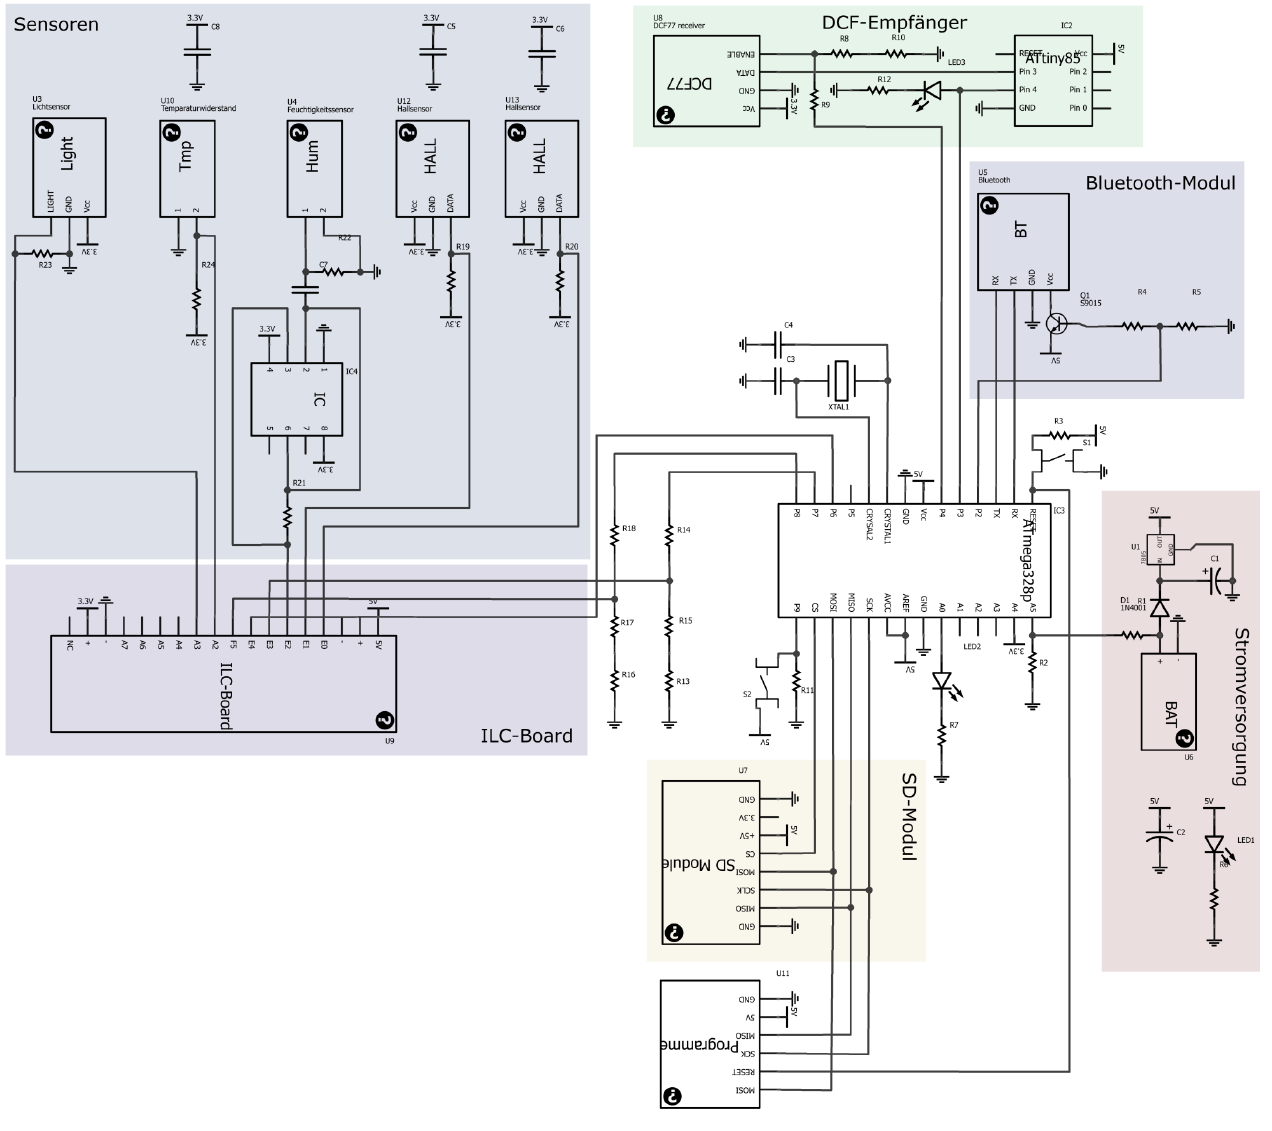 Sensoren
C8
3.3V
C5
3.3V
C6
3.3V
U3
Lichtsensor
Light
LIGHT
GND
Vcc
3.3V
R23
U10
Temparaturwiderstand
Tmp
1
2
R24
3.3V
U4
Feuchtigkeitssensor
Hum
1
2
R22
C7
U12
Hallsensor
HALL
Vcc
GND
DATA
3.3V
R19
3.3V
U13
Hallsensor
HALL
Vcc
GND
DATA
3.3V
R20
3.3V
3.3V
4
3
2
1
IC4
IC
5
6
7
8
3.3V
R21
ILC-Board
3.3V
5V
NC
+
-
A7
A6
A5
A4
A3
A2
F5
E4
E3
E2
E1
E0
-
+
5V
ILC-Board
U9
DCF-Empfänger
U8
DCF77 receiver
DCF77
ENABLE
DATA
GND
Vcc
3.3V
R8
R10
R9
R12
LED3
IC2
ATtiny85
RESET
Pin 3
Pin 4
GND
Vcc
Pin 2
Pin 1
Pin 0
5V
Bluetooth-Modul
U5
Bluetooth
BT
RX
TX
GND
Vcc
Q1
S9015
5V
R4
R5
C4
C3
XTAL1
R3
5V
S1
5V
P8
P7
P6
P5
CRYSAL2
CRYSTAL1
GND
Vcc
P4
P3
P2
TX
RX
RESET
IC3
ATmega328p
P9
CS
MOSI
MISO
SCK
AVCC
AREF
GND
A0
A1
A2
A3
A4
A5
R18
R14
R17
R15
R16
R13
S2
5V
R11
5V
LED2
R7
3.3V
R2
Stromversorgung
5V
U1
7805
OUT
GND
IN
C1
+
D1
1N4001
R1
+
-
BAT
U6
5V
C2
+
5V
LED1
R6
SD-Modul
U7
SD Module
GND
3.3V
+5V
5V
CS
MOSI
SCLK
MISO
GND
U11
Programme
GND
5V
5V
MISO
SCK
RESET
MOSI